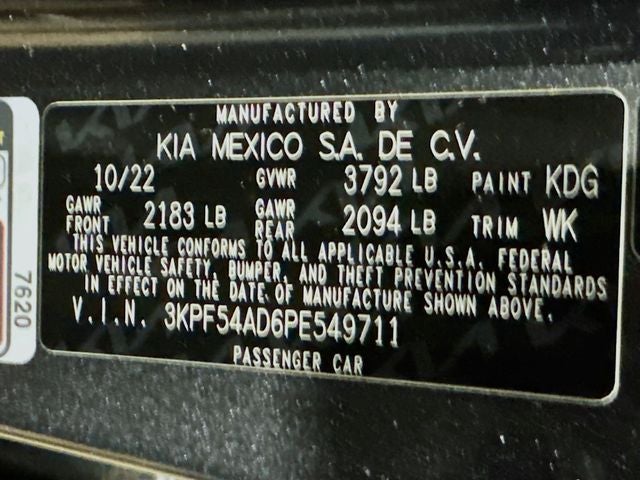 MANUFACTURED BY
KIA MEXICO S.A. DE C.V.
10/22 GVWR 3792 LB PAINT KDG
GAWR FRONT 2183 LB GAWR REAR 2094 LB TRIM WK
THIS VEHICLE CONFORMS TO ALL APPLICABLE U.S.A. FEDERAL
MOTOR VEHICLE SAFETY, BUMPER, AND THEFT PREVENTION STANDARDS
IN EFFECT ON THE DATE OF MANUFACTURE SHOWN ABOVE.
V.I.N. 3KPF54AD6PE549711
PASSENGER CAR
7620